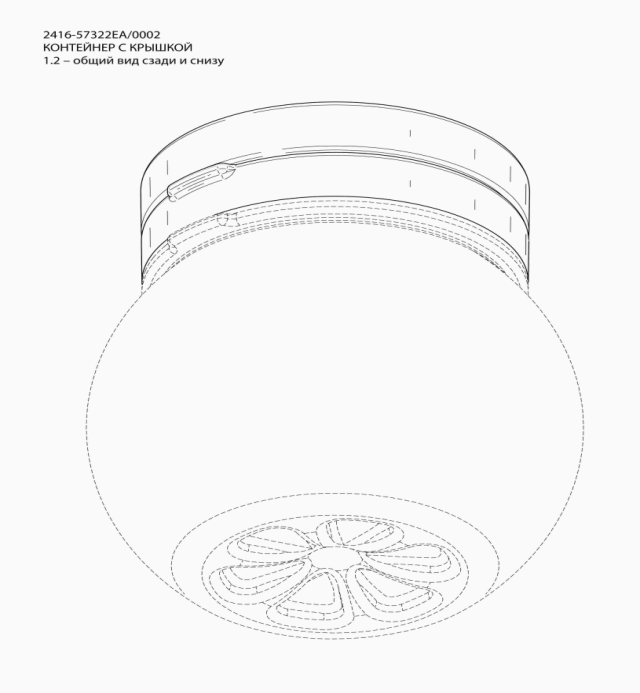 2416-57322EA/0002
КОНТЕЙНЕР С КРЫШКОЙ
1.2 – общий вид сзади и снизу